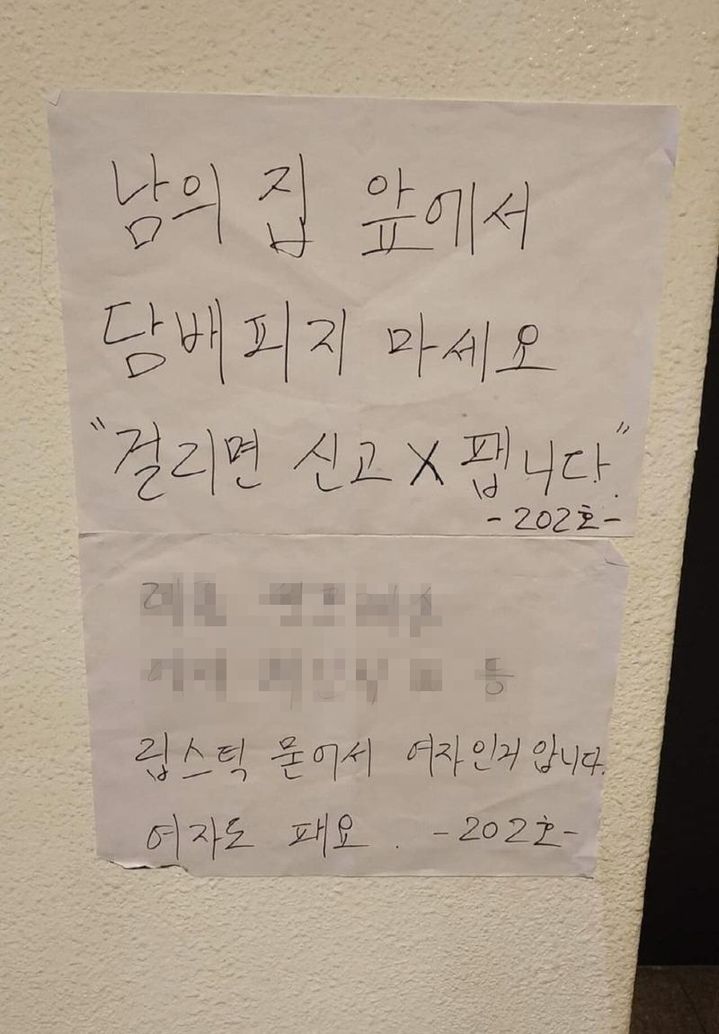 남의 집 앞에서
담배피지 마세요
"걸리면 신고 X 팹니다."
-202호-
등
립스틱 묻어서 여자인거 압니다.
여자도 패요. -202호-